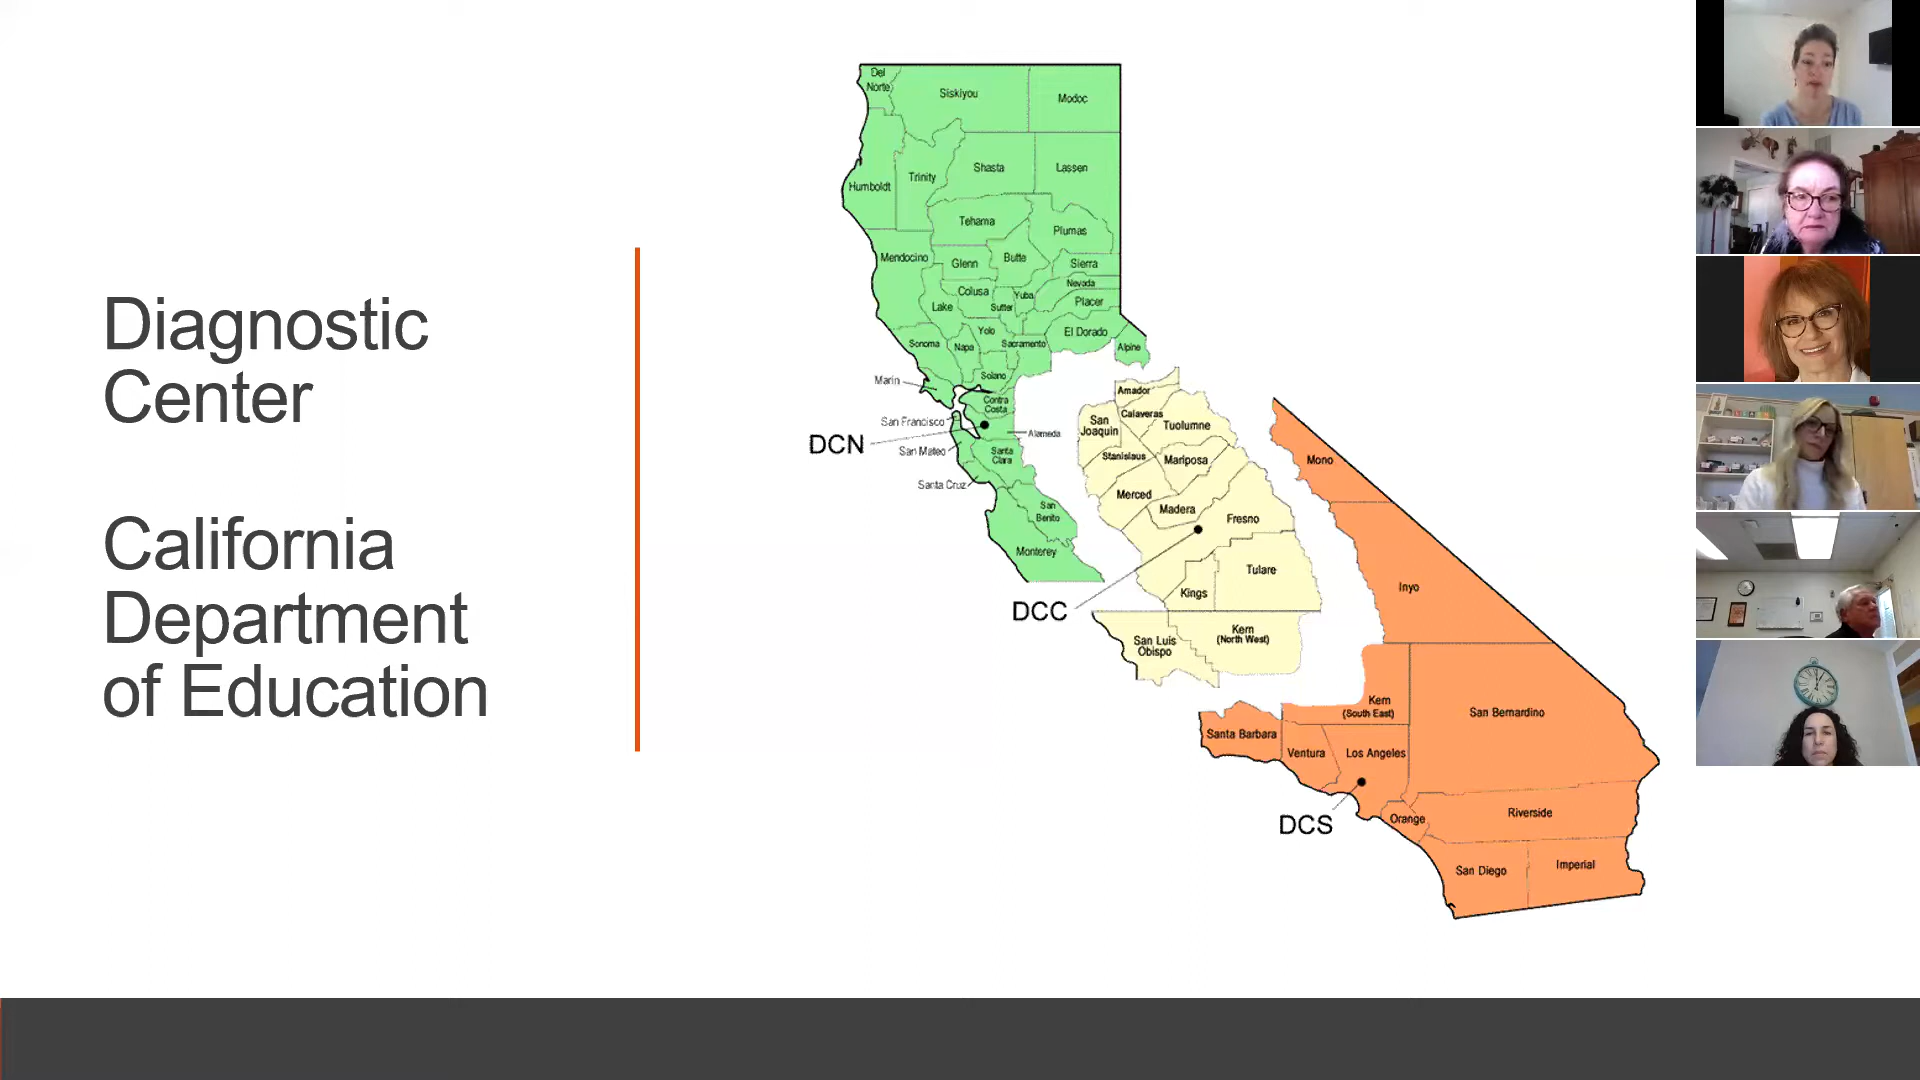 Diagnostic
Center
California
Department
of Education
Del
Norte
Siskiyou
Modoc
Humboldt
Trinity
Shasta
Lassen
Tehama
Plumas
Mendocino
Glenn
Butte
Sierra
Nevada
Colusa
Yuba
Placer
Lake
Sutter
Yolo
El Dorado
Sonoma
Napa
Sacramento
Alpine
Solano
Marin
Contra
Costa
San Francisco
Alameda
DCN
San Mateo
Santa
Clara
Santa Cruz
San
Benito
Monterey
Amador
Calaveras
San
Joaquin
Tuolumne
Stanislaus
Mariposa
Merced
Madera
Fresno
Tulare
Kings
DCC
Kern
(North West)
San Luis
Obispo
Mono
Inyo
Kern
(South East)
San Bernardino
Santa Barbara
Ventura
Los Angeles
DCS
Orange
Riverside
San Diego
Imperial